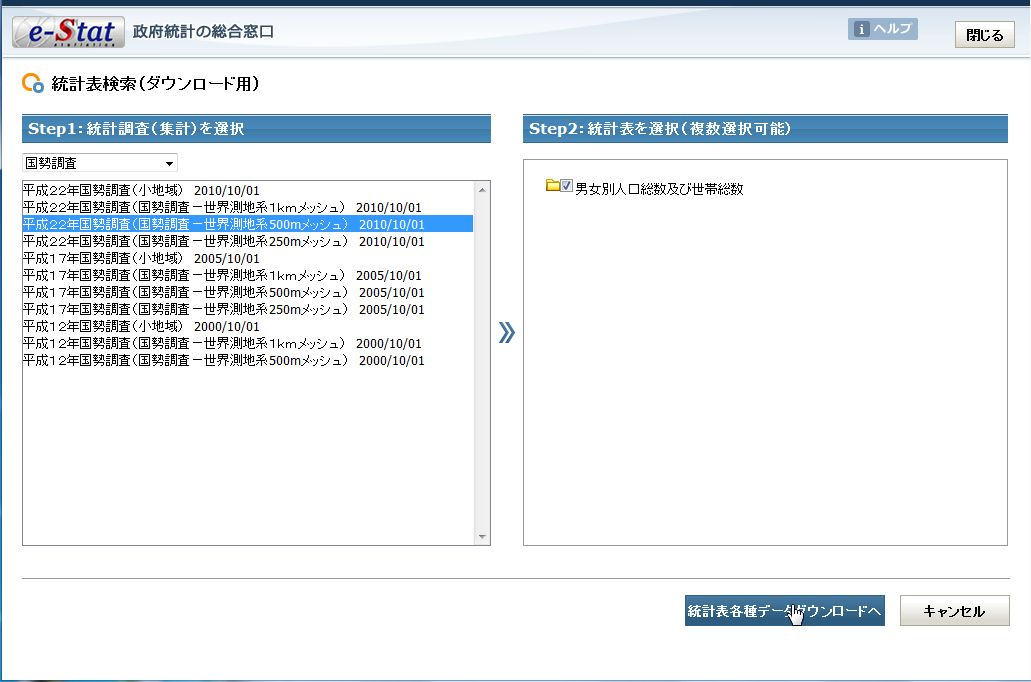 e-Stat 政府統計の総合窓口
i ヘルプ
閉じる
統計表検索(ダウンロード用)
Step1:統計調査(集計)を選択
国勢調査
平成22年国勢調査(小地域) 2010/10/01
平成22年国勢調査(国勢調査-世界測地系1kmメッシュ) 2010/10/01
平成22年国勢調査(国勢調査-世界測地系500mメッシュ) 2010/10/01
平成22年国勢調査(国勢調査-世界測地系250mメッシュ) 2010/10/01
平成17年国勢調査(小地域) 2005/10/01
平成17年国勢調査(国勢調査-世界測地系1kmメッシュ) 2005/10/01
平成17年国勢調査(国勢調査-世界測地系500mメッシュ) 2005/10/01
平成17年国勢調査(国勢調査-世界測地系250mメッシュ) 2005/10/01
平成12年国勢調査(小地域) 2000/10/01
平成12年国勢調査(国勢調査-世界測地系1kmメッシュ) 2000/10/01
平成12年国勢調査(国勢調査-世界測地系500mメッシュ) 2000/10/01
»
Step2:統計表を選択(複数選択可能)
男女別人口総数及び世帯総数
統計表各種データダウンロードへ
キャンセル